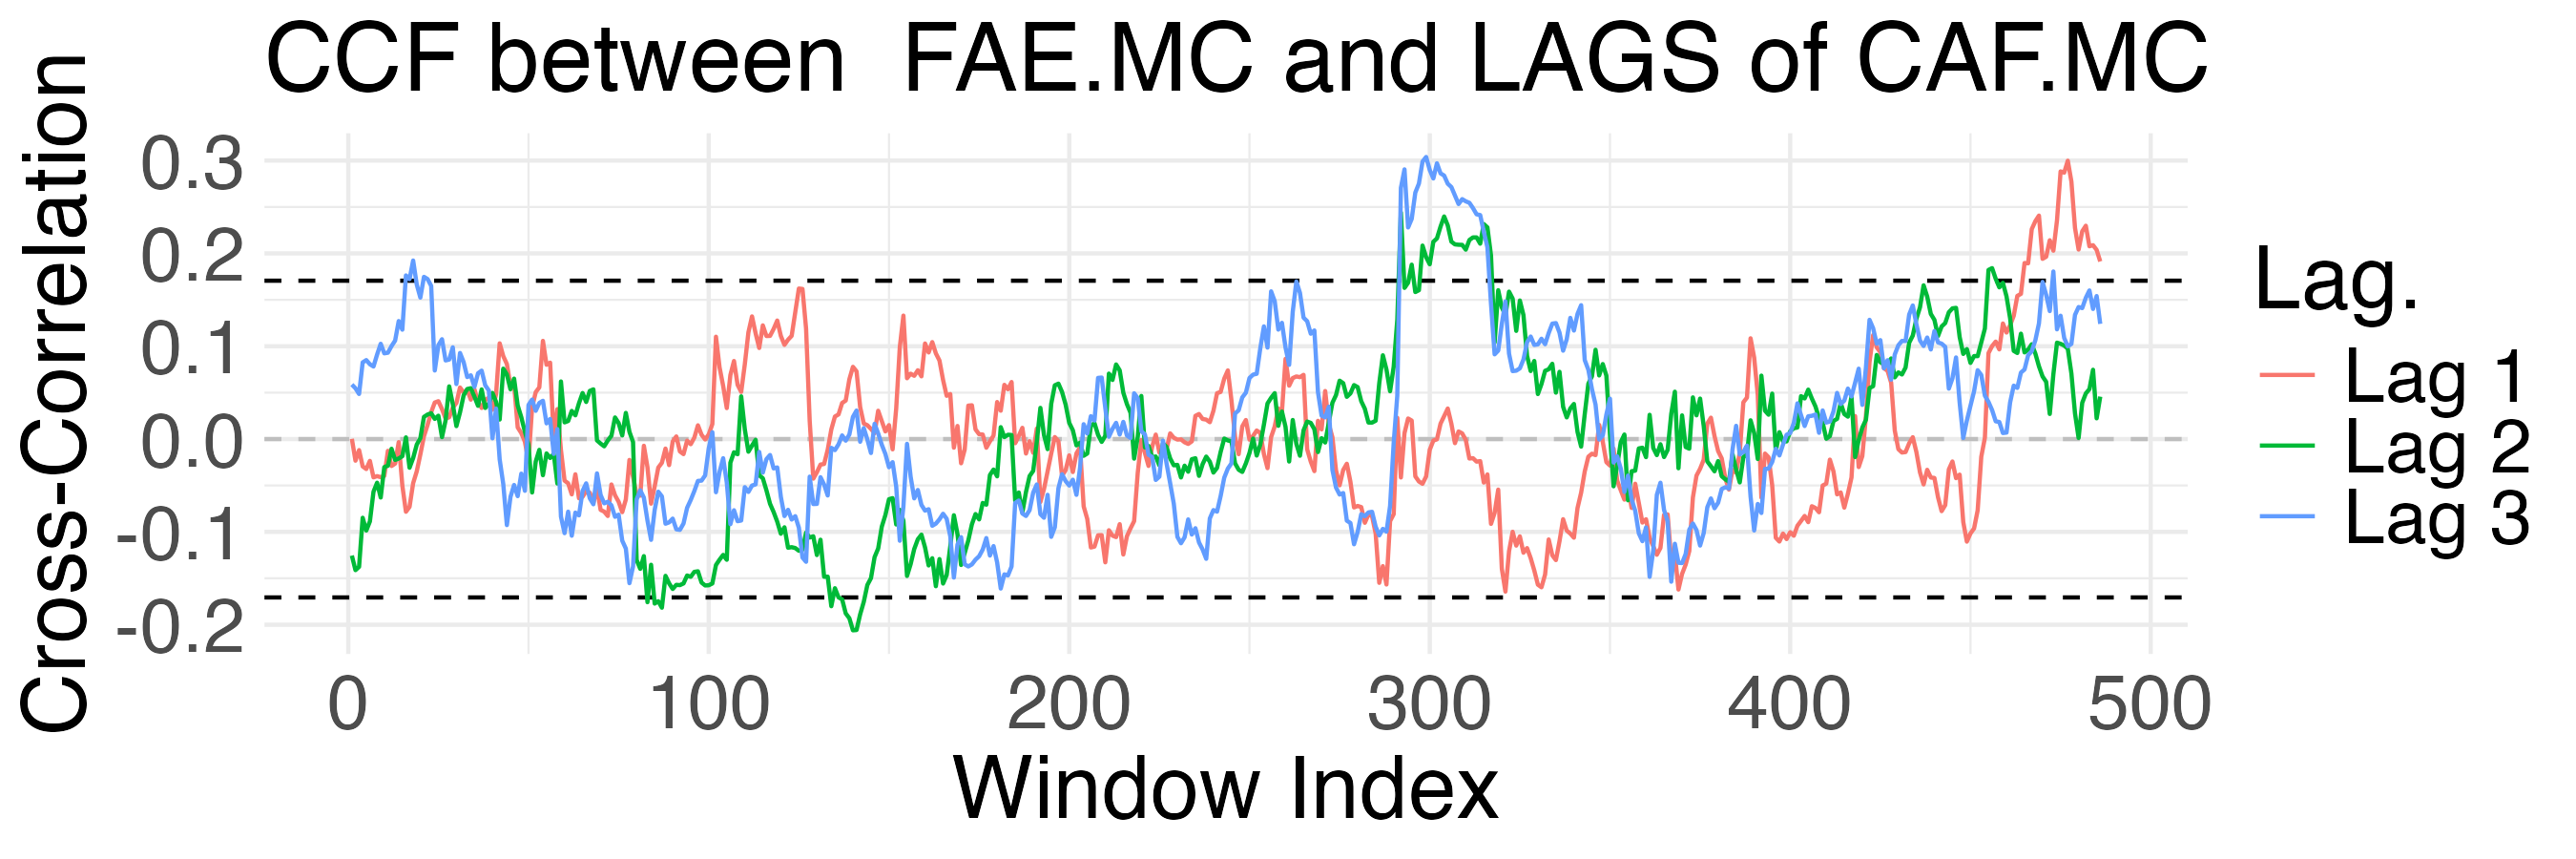 CCF between  FAE.MC and LAGS of CAF.MC
Cross-Correlation
0.3
0.2
0.1
0.0
-0.1
-0.2
0 100 200 300 400 500
Window Index
Lag.
Lag 1
Lag 2
Lag 3